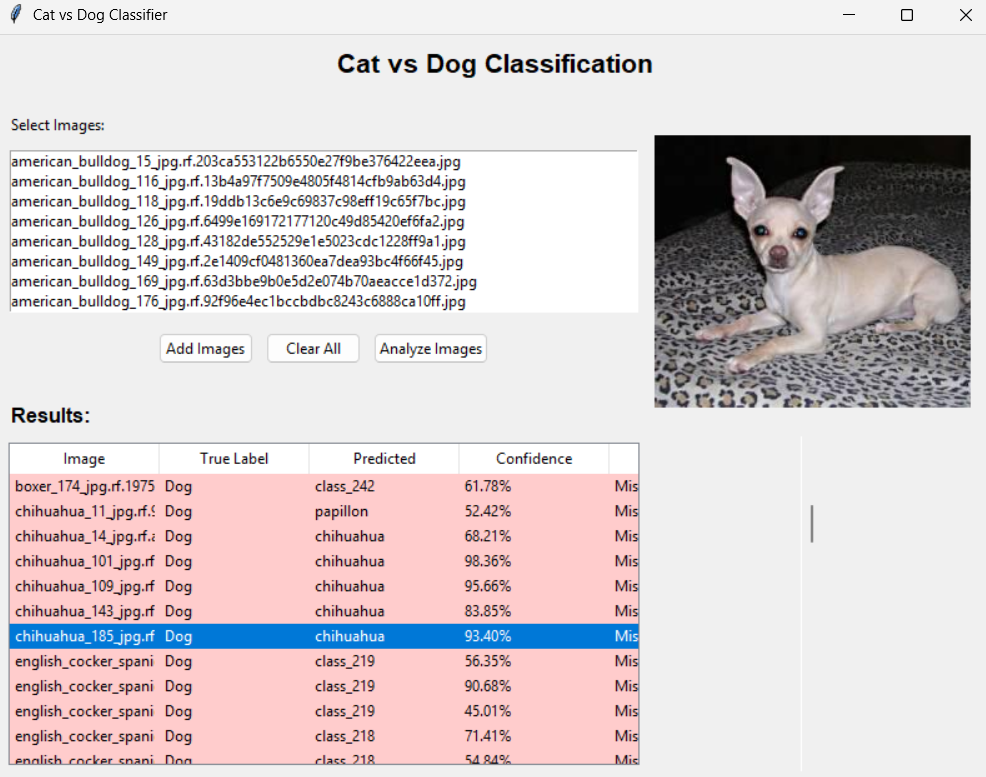 Cat vs Dog Classifier
Cat vs Dog Classification
Select Images:
american_bulldog_15_jpg.rf.203ca553122b6550e27f9be376422eea.jpg
american_bulldog_116_jpg.rf.13b4a97f7509e4805f4814cfb9ab63d4.jpg
american_bulldog_118_jpg.rf.19ddb13c6e9c69837c98eff19c65f7bc.jpg
american_bulldog_126_jpg.rf.6499e169172177120c49d85420ef6fa2.jpg
american_bulldog_128_jpg.rf.43182de552529e1e5023cdc1228ff9a1.jpg
american_bulldog_149_jpg.rf.2e1409cf0481360ea7dea93bc4f66f45.jpg
american_bulldog_169_jpg.rf.63d3bbe9b0e5d2e074b70aeacce1d372.jpg
american_bulldog_176_jpg.rf.92f96e4ec1bccbdbc8243c6888ca10ff.jpg
Add Images Clear All Analyze Images
Results:
Image True Label Predicted Confidence
boxer_174_jpg.rf.1975 Dog class_242 61.78% Mis
chihuahua_11_jpg.rf.9 Dog papillon 52.42% Mis
chihuahua_14_jpg.rf.a Dog chihuahua 68.21% Mis
chihuahua_101_jpg.rf Dog chihuahua 98.36% Mis
chihuahua_109_jpg.rf Dog chihuahua 95.66% Mis
chihuahua_143_jpg.rf Dog chihuahua 83.85% Mis
chihuahua_185_jpg.rf Dog chihuahua 93.40% Mis
english_cocker_spani Dog class_219 56.35% Mis
english_cocker_spani Dog class_219 90.68% Mis
english_cocker_spani Dog class_219 45.01% Mis
english_cocker_spani Dog class_218 71.41% Mis
english_cocker_spani Dog class_218 54.84% Mis